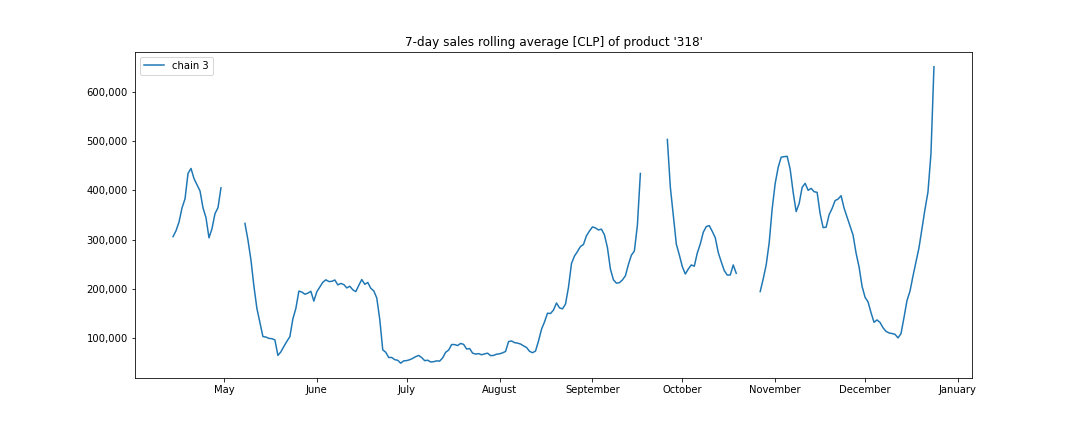 7-day sales rolling average [CLP] of product '318'
chain 3
600,000
500,000
400,000
300,000
200,000
100,000
May June July August September October November December January